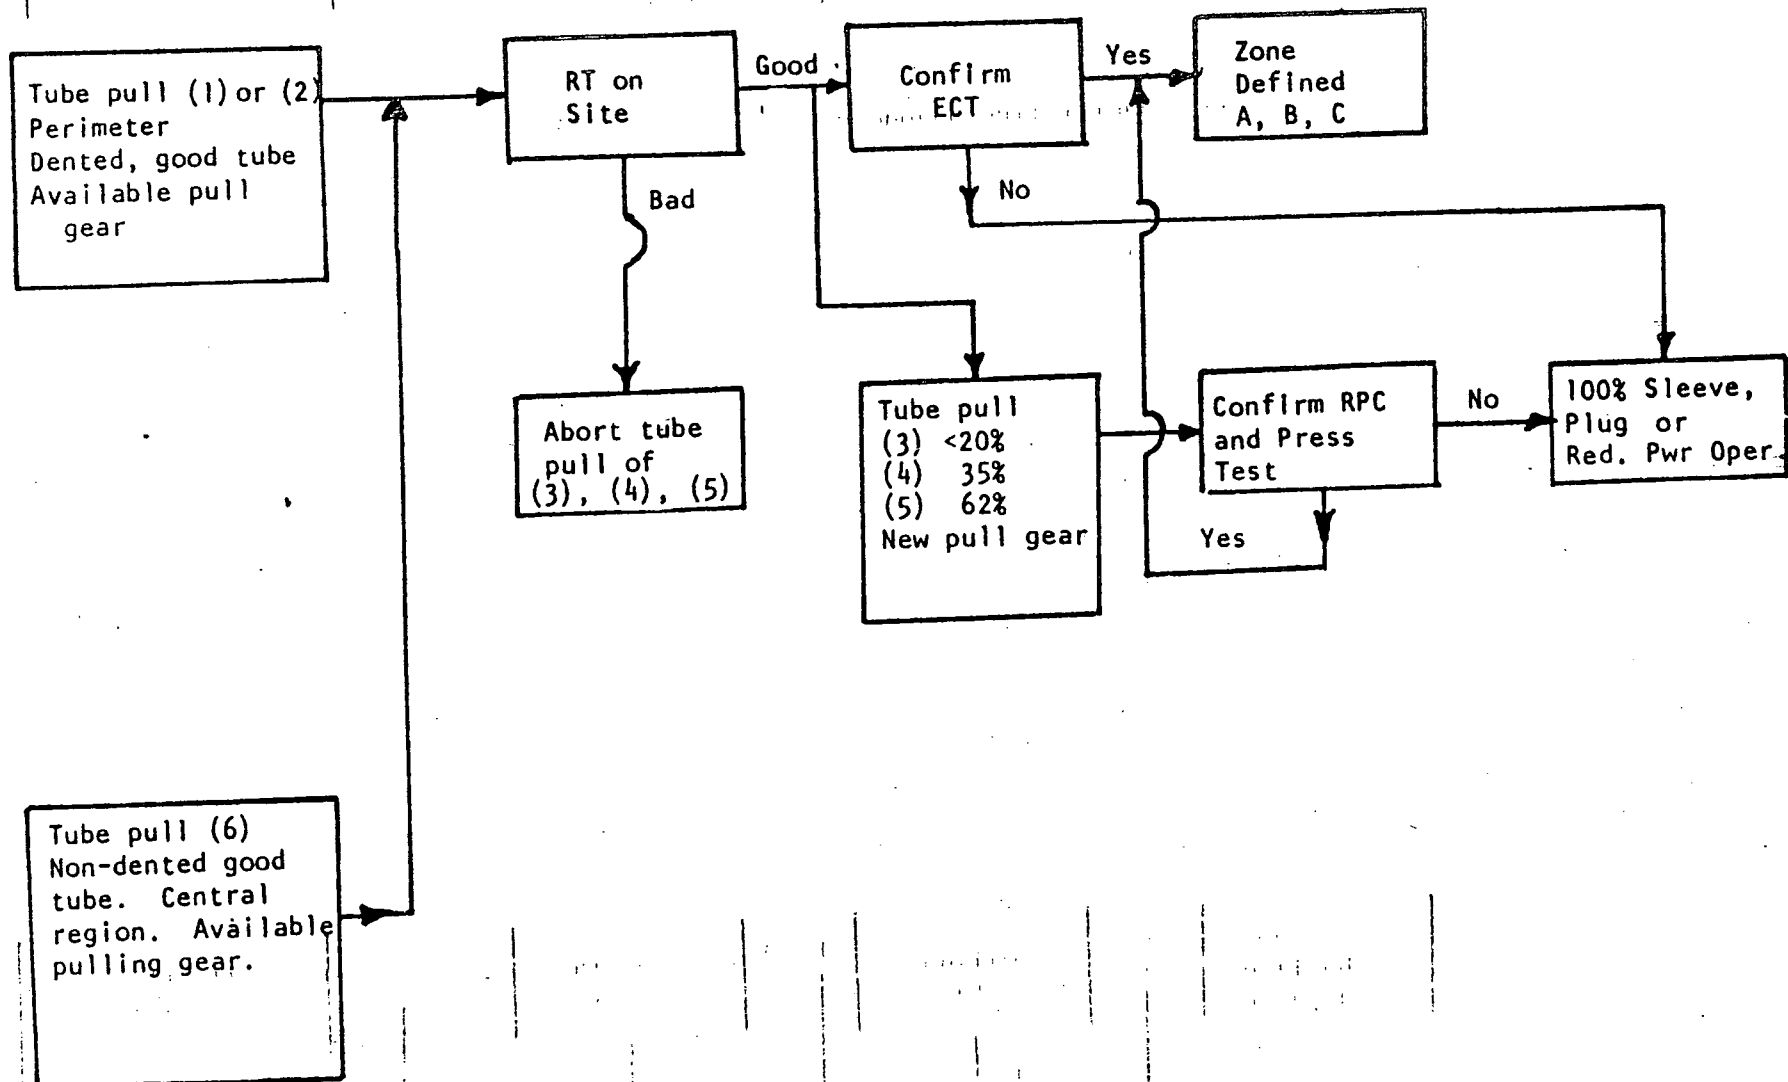 Tube pull (1) or (2)
Perimeter
Dented, good tube
Available pull
gear
RT on
Site
Good
Confirm
ECT
Yes
Zone
Defined
A, B, C
Bad
No
Abort tube
pull of
(3), (4), (5)
Tube pull
(3) <20%
(4) 35%
(5) 62%
New pull gear
Confirm RPC
and Press
Test
No
100% Sleeve,
Plug or
Red. Pwr Oper.
Yes
Tube pull (6)
Non-dented good
tube. Central
region. Available
pulling gear.